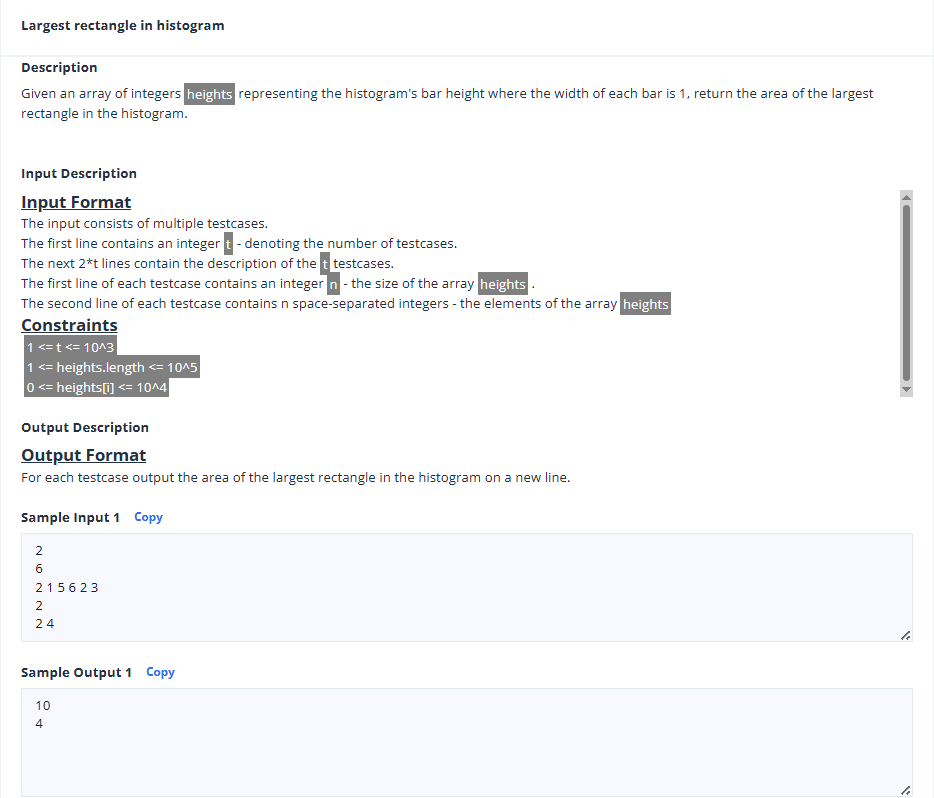 Largest rectangle in histogram
Description
Given an array of integers heights representing the histogram's bar height where the width of each bar is 1, return the area of the largest
rectangle in the histogram.
Input Description
Input Format
The input consists of multiple testcases.
The first line contains an integer t - denoting the number of testcases.
The next 2*t lines contain the description of the t testcases.
The first line of each testcase contains an integer n - the size of the array heights .
The second line of each testcase contains n space-separated integers - the elements of the array heights
Constraints
1 <= t <= 10^3
1 <= heights.length <= 10^5
0 <= heights[i] <= 10^4
Output Description
Output Format
For each testcase output the area of the largest rectangle in the histogram on a new line.
Sample Input 1 Copy
2
6
2 1 5 6 2 3
2
2 4
Sample Output 1 Copy
10
4